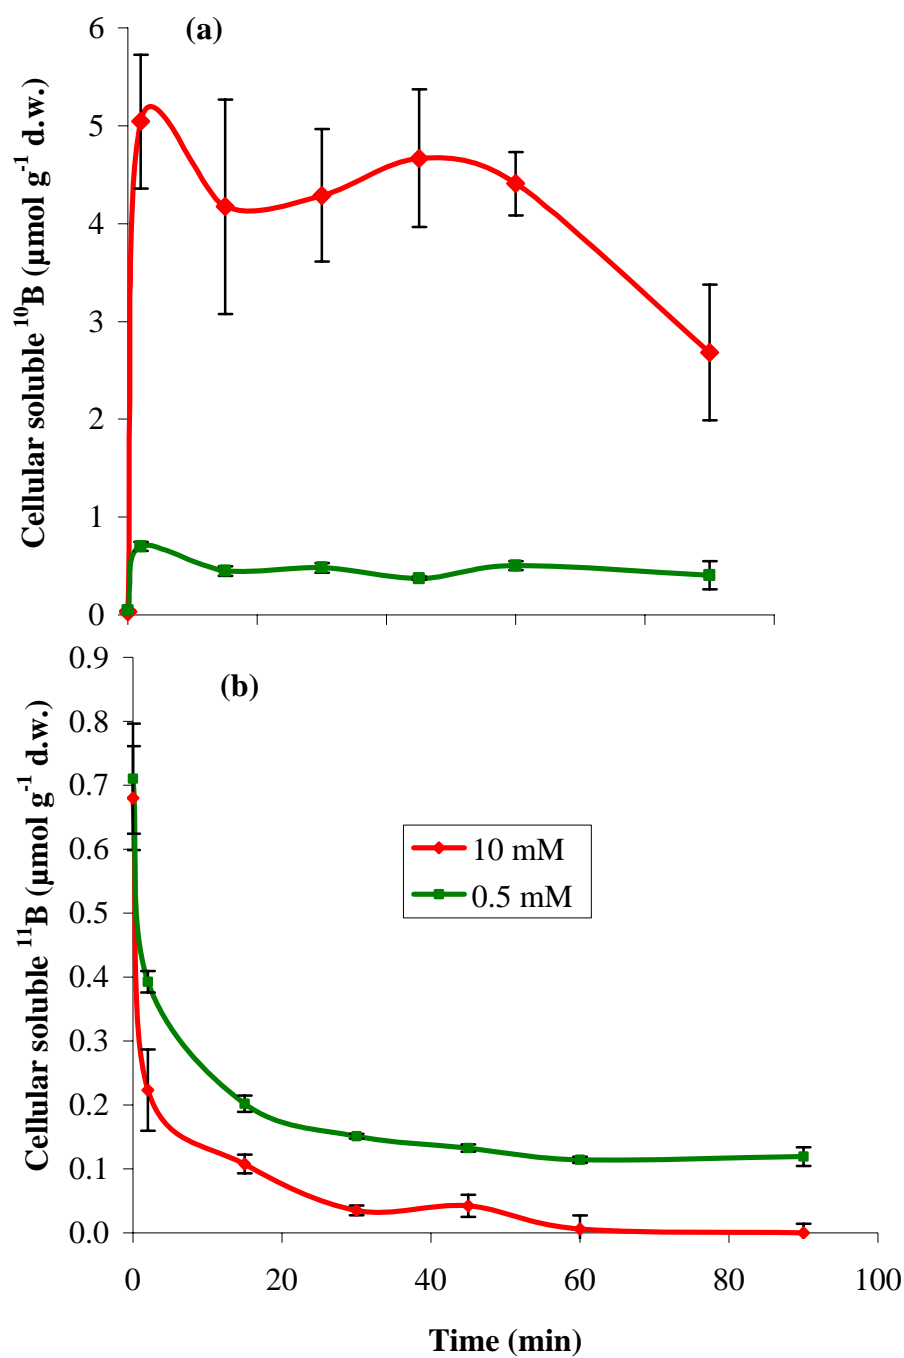 (a)
Cellular soluble ¹⁰B (µmol g⁻¹ d.w.)
6
5
4
3
2
1
0
(b)
Cellular soluble ¹¹B (µmol g⁻¹ d.w.)
0.9
0.8
0.7
0.6
0.5
0.4
0.3
0.2
0.1
0.0
10 mM
0.5 mM
0 20 40 60 80 100
Time (min)